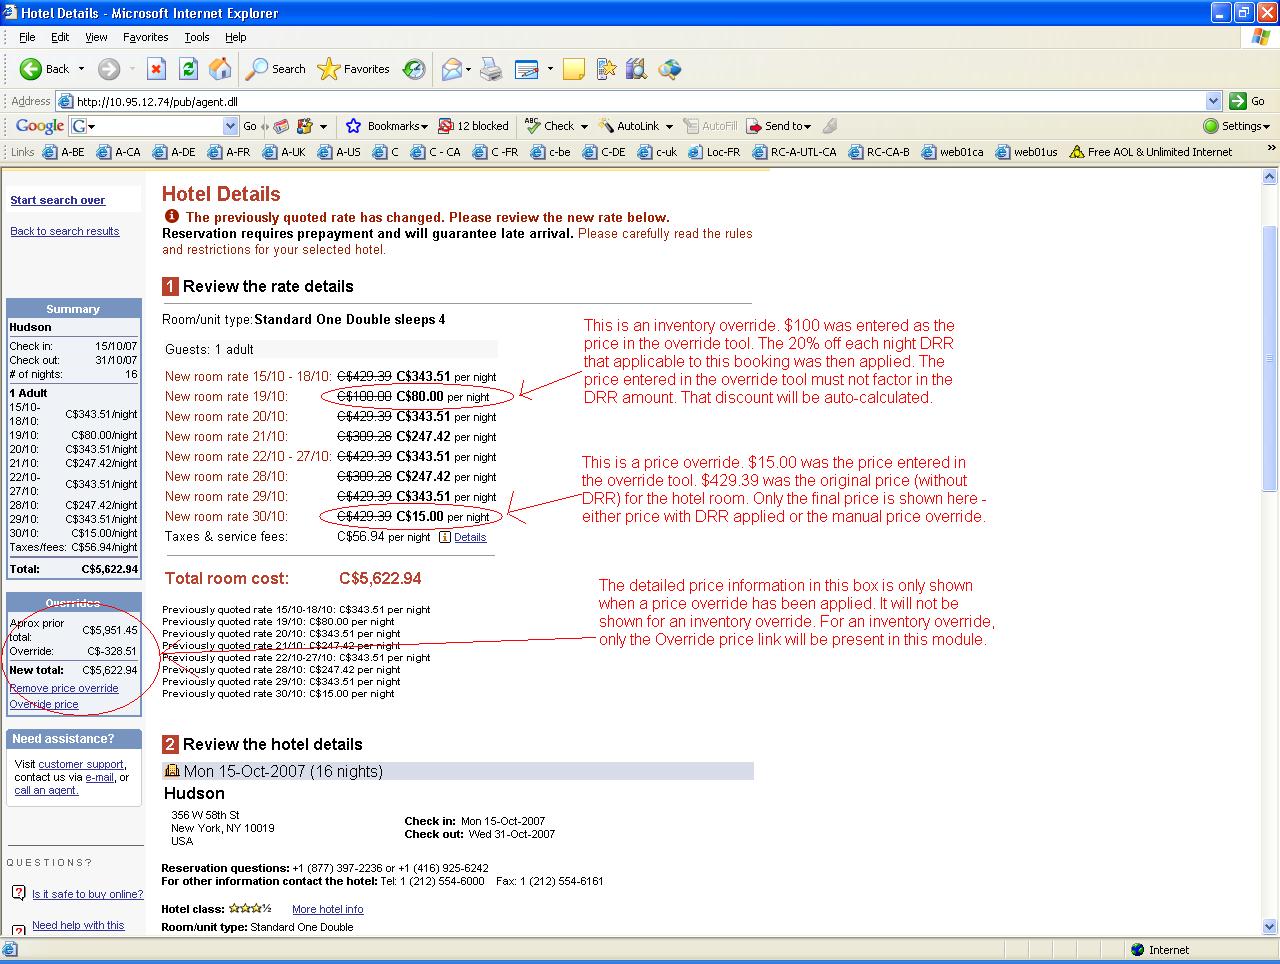 Hotel Details - Microsoft Internet Explorer
File Edit View Favorites Tools Help
Back Search Favorites
Address http://10.95.12.74/pub/agent.dll Go
Google G Go Bookmarks 12 blocked ABC Check AutoLink AutoFill Send to Settings
Links A-BE A-CA A-DE A-FR A-UK A-US C C - CA C -FR c-be C-DE c-uk Loc-FR RC-A-UTL-CA RC-CA-B web01ca web01us Free AOL & Unlimited Internet »
Start search over
Back to search results
Summary
Hudson
Check in: 15/10/07
Check out: 31/10/07
# of nights: 16
1 Adult
15/10-
18/10: C$343.51/night
19/10: C$80.00/night
20/10: C$343.51/night
21/10: C$247.42/night
22/10-
27/10: C$343.51/night
28/10: C$247.42/night
29/10: C$343.51/night
30/10: C$15.00/night
Taxes/fees: C$56.94/night
Total: C$5,622.94
Overrides
Aprox prior
total: C$5,951.45
Override: C$-328.51
New total: C$5,622.94
Remove price override
Override price
Need assistance?
Visit customer support,
contact us via e-mail, or
call an agent.
QUESTIONS?
Is it safe to buy online?
Need help with this
Hotel Details
The previously quoted rate has changed. Please review the new rate below.
Reservation requires prepayment and will guarantee late arrival. Please carefully read the rules
and restrictions for your selected hotel.
1 Review the rate details
Room/unit type:Standard One Double sleeps 4
Guests: 1 adult
New room rate 15/10 - 18/10: C$429.39 C$343.51 per night
New room rate 19/10: C$100.00 C$80.00 per night
New room rate 20/10: C$429.39 C$343.51 per night
New room rate 21/10: C$309.28 C$247.42 per night
New room rate 22/10 - 27/10: C$429.39 C$343.51 per night
New room rate 28/10: C$309.28 C$247.42 per night
New room rate 29/10: C$429.39 C$343.51 per night
New room rate 30/10: C$429.39 C$15.00 per night
Taxes & service fees: C$56.94 per night Details
Total room cost: C$5,622.94
Previously quoted rate 15/10-18/10: C$343.51 per night
Previously quoted rate 19/10: C$80.00 per night
Previously quoted rate 20/10: C$343.51 per night
Previously quoted rate 21/10: C$247.42 per night
Previously quoted rate 22/10-27/10: C$343.51 per night
Previously quoted rate 28/10: C$247.42 per night
Previously quoted rate 29/10: C$343.51 per night
Previously quoted rate 30/10: C$15.00 per night
This is an inventory override. $100 was entered as the
price in the override tool. The 20% off each night DRR
that applicable to this booking was then applied. The
price entered in the override tool must not factor in the
DRR amount. That discount will be auto-calculated.
This is a price override. $15.00 was the price entered in
the override tool. $429.39 was the original price (without
DRR) for the hotel room. Only the final price is shown here -
either price with DRR applied or the manual price override.
The detailed price information in this box is only shown
when a price override has been applied. It will not be
shown for an inventory override. For an inventory override,
only the Override price link will be present in this module.
2 Review the hotel details
Mon 15-Oct-2007 (16 nights)
Hudson
356 W 58th St
New York, NY 10019
USA
Check in: Mon 15-Oct-2007
Check out: Wed 31-Oct-2007
Reservation questions: +1 (877) 397-2236 or +1 (416) 925-6242
For other information contact the hotel: Tel: 1 (212) 554-6000 Fax: 1 (212) 554-6161
Hotel class: ½ More hotel info
Room/unit type: Standard One Double
Internet